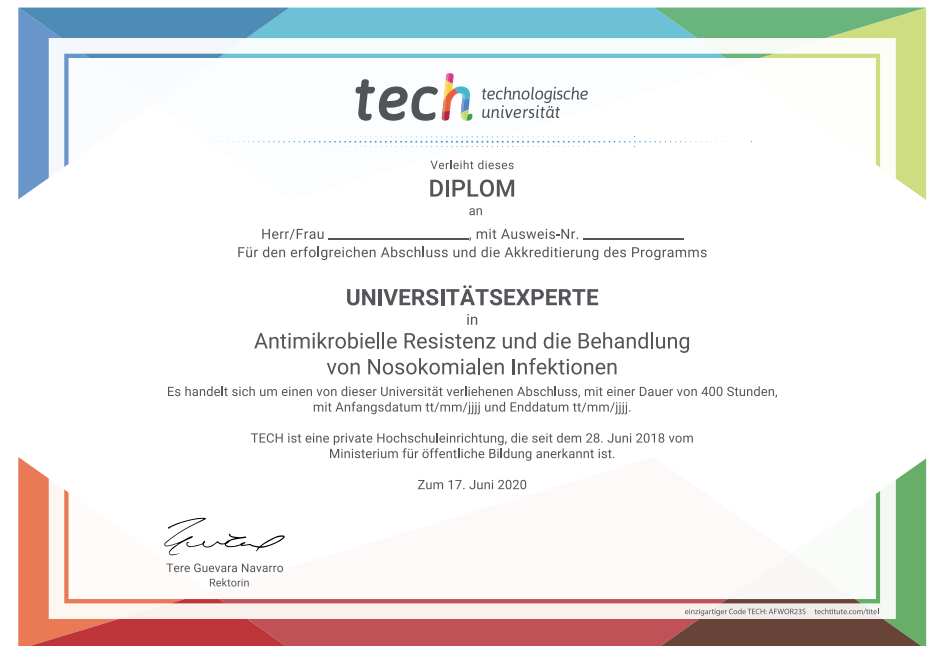 tech technologische
universität
Verleiht dieses
DIPLOM
an
Herr/Frau ____________________, mit Ausweis-Nr. ______________
Für den erfolgreichen Abschluss und die Akkreditierung des Programms
UNIVERSITÄTSEXPERTE
in
Antimikrobielle Resistenz und die Behandlung
von Nosokomialen Infektionen
Es handelt sich um einen von dieser Universität verliehenen Abschluss, mit einer Dauer von 400 Stunden,
mit Anfangsdatum tt/mm/jjjj und Enddatum tt/mm/jjjj.
TECH ist eine private Hochschuleinrichtung, die seit dem 28. Juni 2018 vom
Ministerium für öffentliche Bildung anerkannt ist.
Zum 17. Juni 2020
Tere Guevara Navarro
Rektorin
einzigartiger Code TECH: AFWOR23S techtitute.com/titel